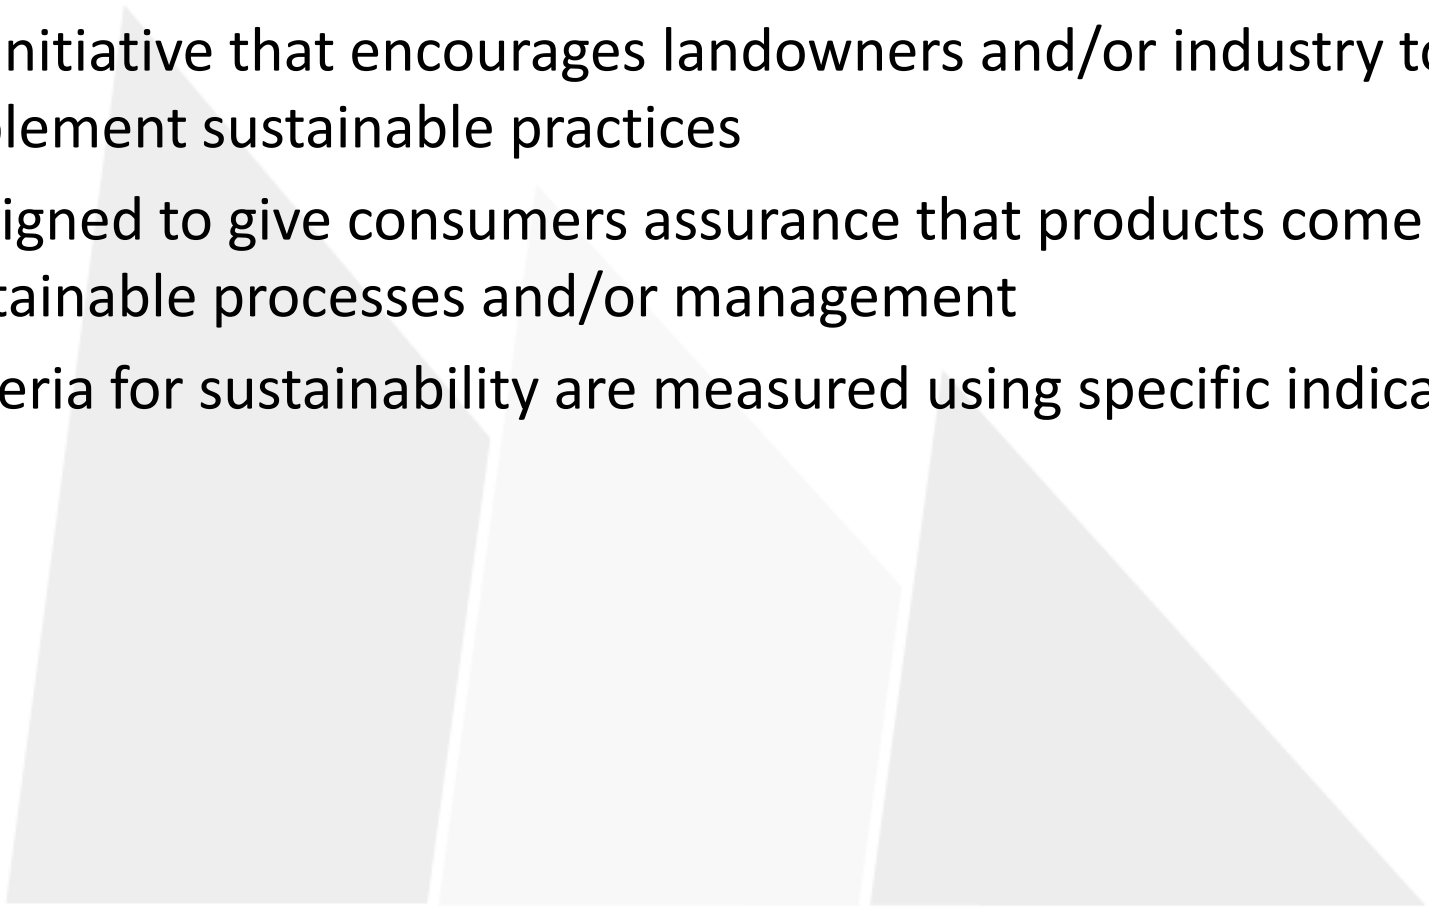 nitiative that encourages landowners and/or industry to
lement sustainable practices
igned to give consumers assurance that products come
tainable processes and/or management
eria for sustainability are measured using specific indica